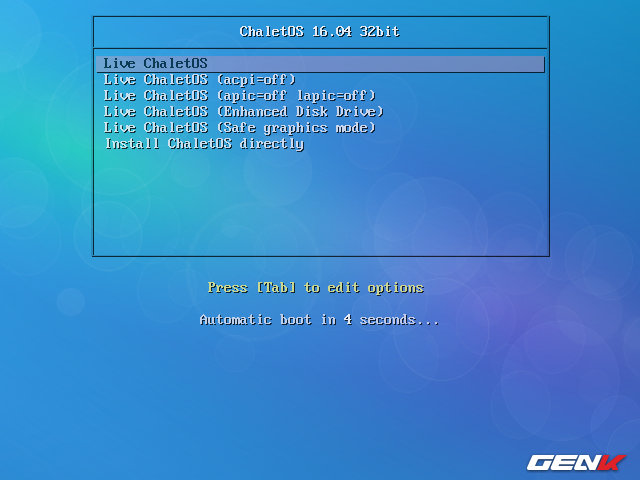 ChaletOS 16.04 32bit
Live ChaletOS
Live ChaletOS (acpi=off)
Live ChaletOS (apic=off lapic=off)
Live ChaletOS (Enhanced Disk Drive)
Live ChaletOS (Safe graphics mode)
Install ChaletOS directly
Press [Tab] to edit options
Automatic boot in 4 seconds...
GENK